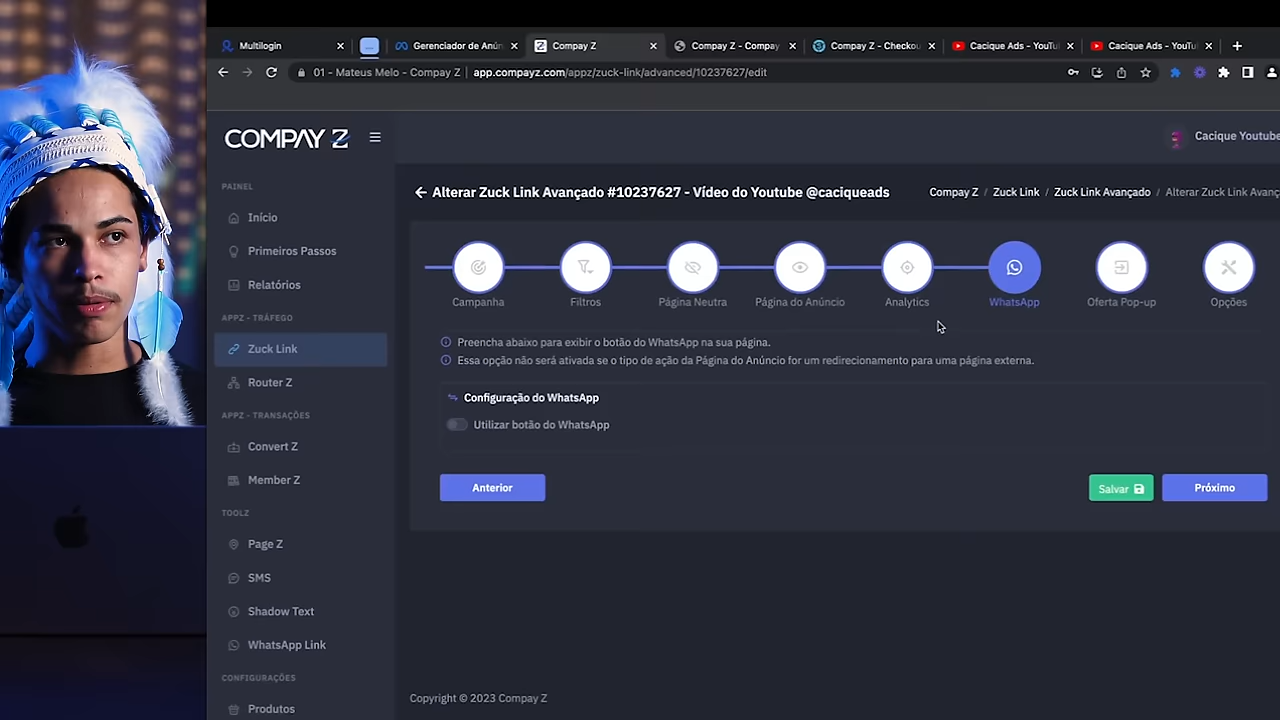 Multilogin
Gerenciador de Anún
Compay Z
Compay Z - Compay
Compay Z - Checkou
Cacique Ads - YouTu
Cacique Ads - YouTu
01 - Mateus Melo - Compay Z
app.compayz.com/appz/zuck-link/advanced/10237627/edit
COMPAY Z
Cacique Youtube
PAINEL
Início
Primeiros Passos
Relatórios
APPZ - TRÁFEGO
Zuck Link
Router Z
APPZ - TRANSAÇÕES
Convert Z
Member Z
TOOLZ
Page Z
SMS
Shadow Text
WhatsApp Link
CONFIGURAÇÕES
Produtos
Alterar Zuck Link Avançado #10237627 - Vídeo do Youtube @caciqueads
Compay Z / Zuck Link / Zuck Link Avançado / Alterar Zuck Link Avanç
Campanha
Filtros
Página Neutra
Página do Anúncio
Analytics
WhatsApp
Oferta Pop-up
Opções
Preencha abaixo para exibir o botão do WhatsApp na sua página.
Essa opção não será ativada se o tipo de ação da Página do Anúncio for um redirecionamento para uma página externa.
Configuração do WhatsApp
Utilizar botão do WhatsApp
Anterior
Salvar
Próximo
Copyright © 2023 Compay Z